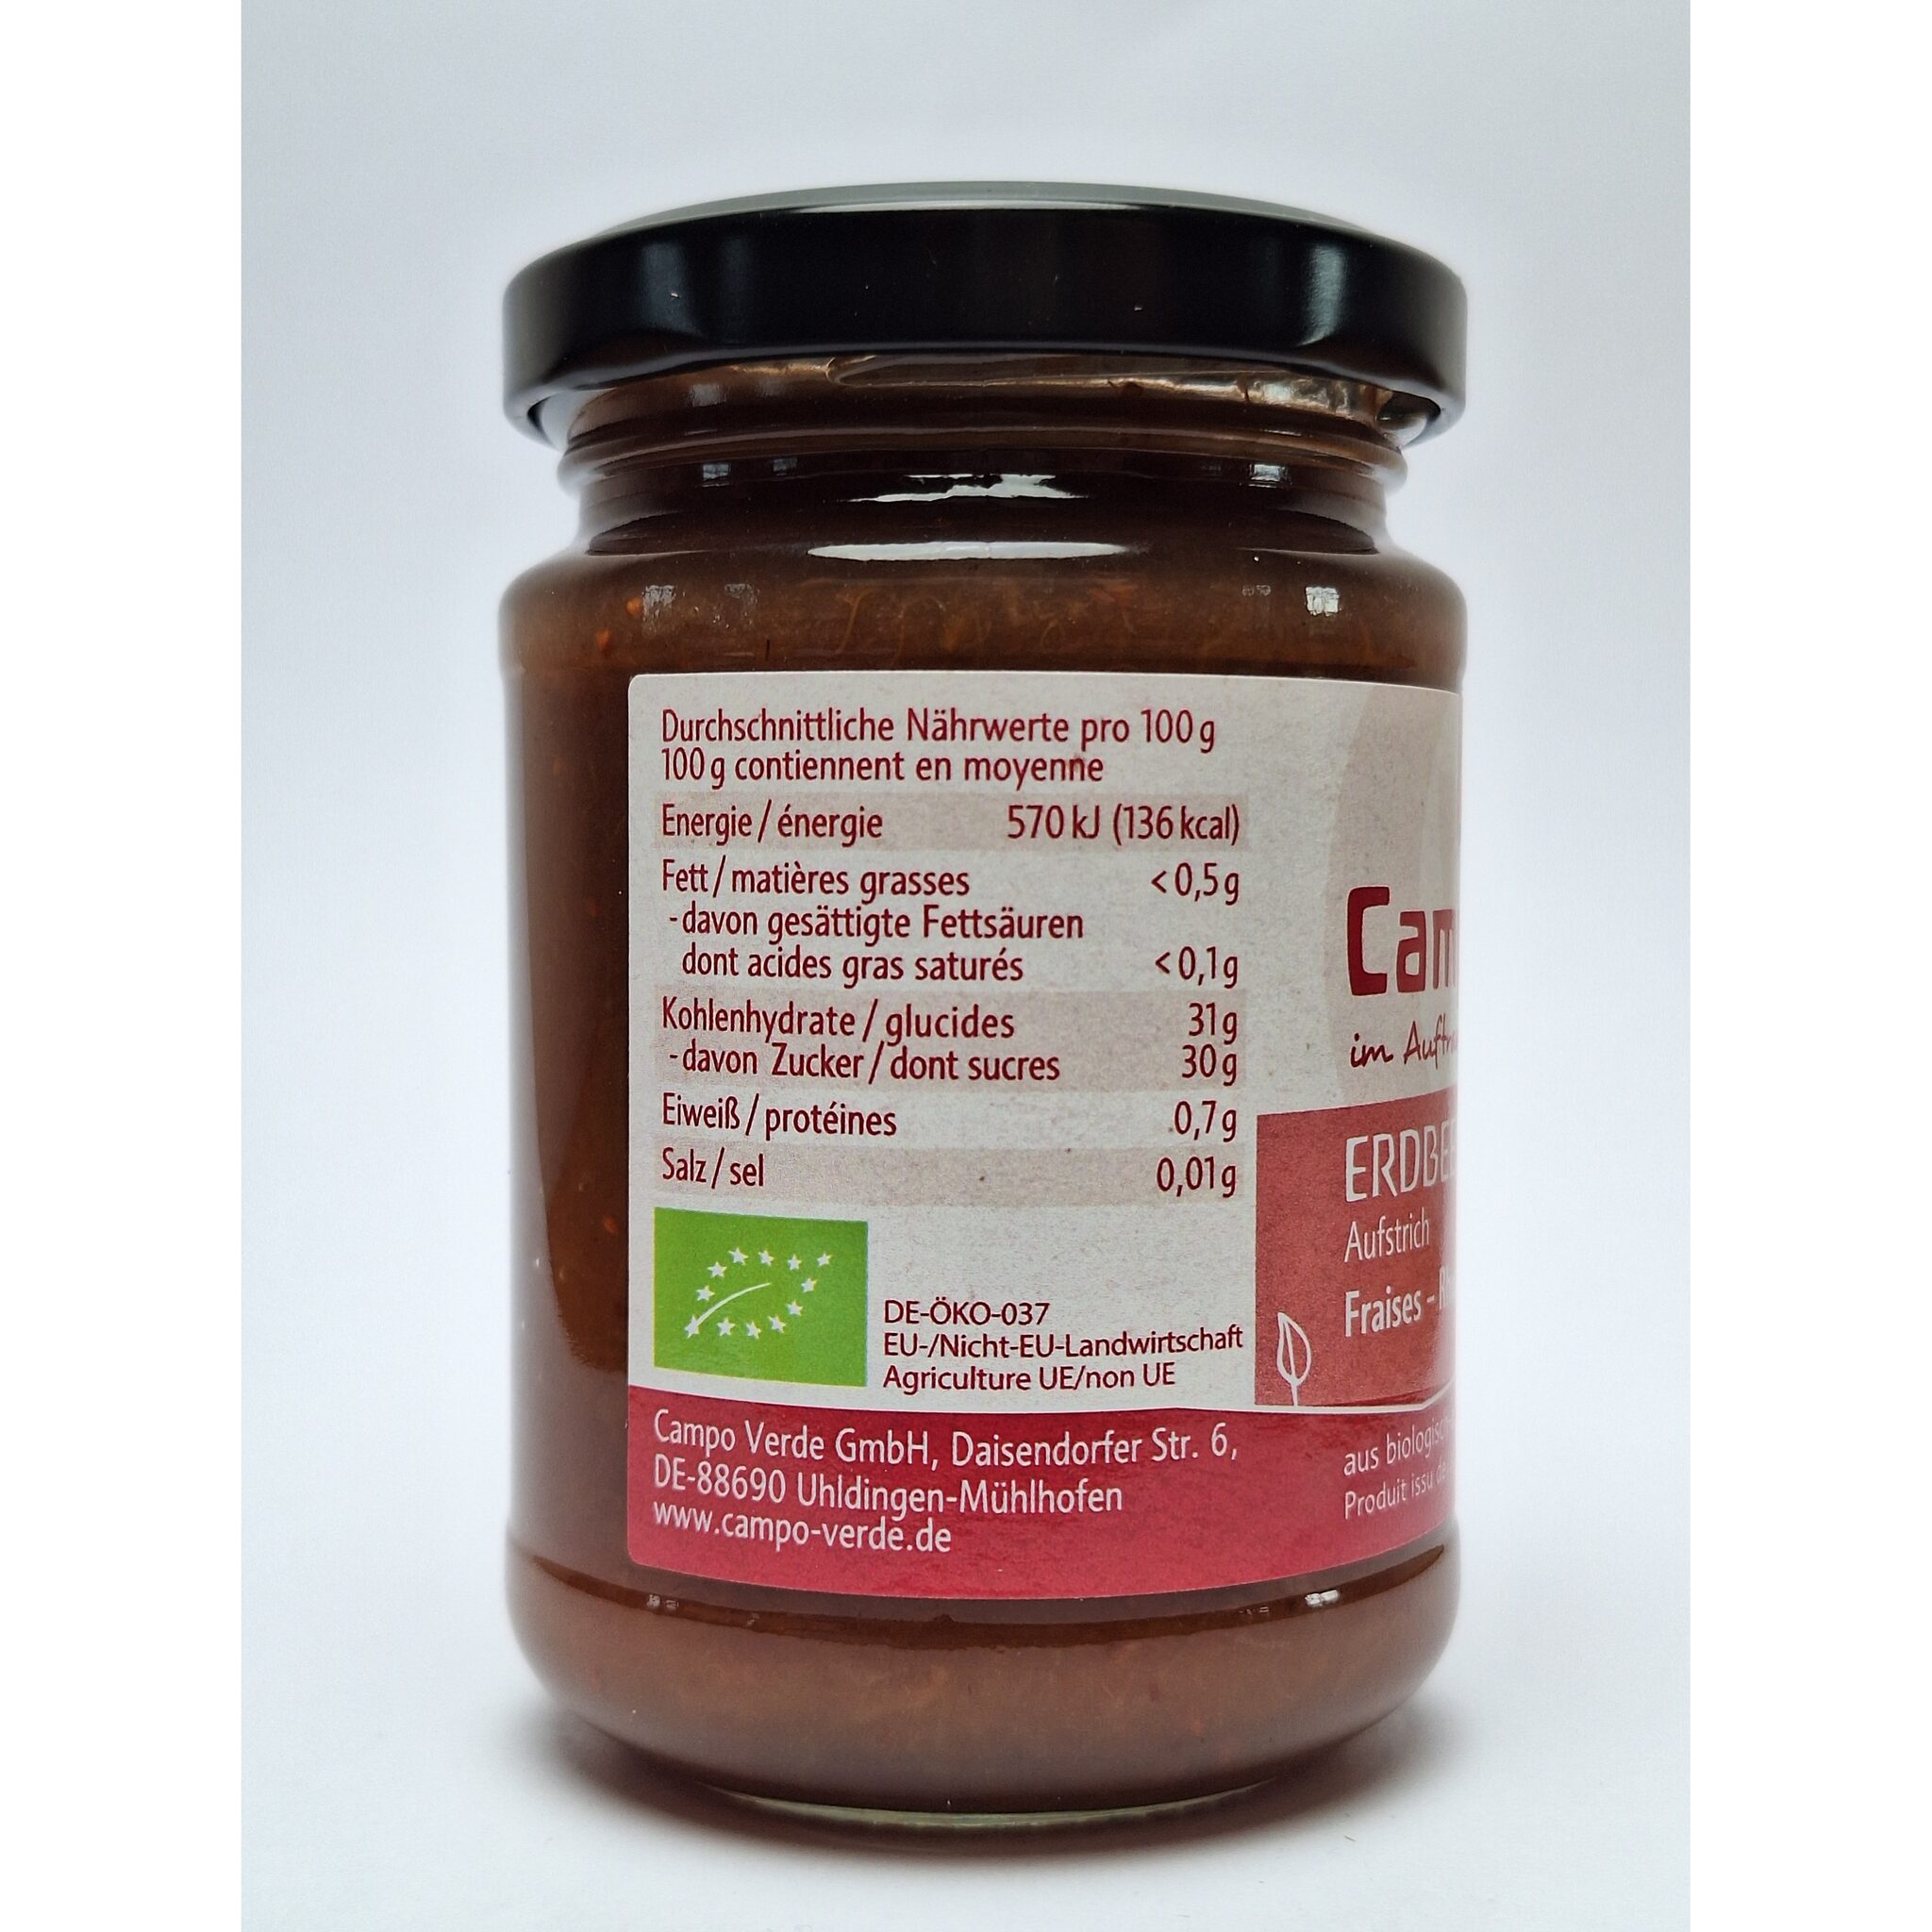 Durchschnittliche Nährwerte pro 100 g
100 g contiennent en moyenne
Energie / énergie 570 kJ (136 kcal)
Fett / matières grasses <0,5 g
- davon gesättigte Fettsäuren
dont acides gras saturés <0,1 g
Kohlenhydrate / glucides 31 g
- davon Zucker / dont sucres 30 g
Eiweiß / protéines 0,7 g
Salz / sel 0,01 g
DE-ÖKO-037
EU-/Nicht-EU-Landwirtschaft
Agriculture UE/non UE
Campo Verde GmbH, Daisendorfer Str. 6,
DE-88690 Uhldingen-Mühlhofen
www.campo-verde.de
im
Aufstrich
Fraises -
aus
Produit issu